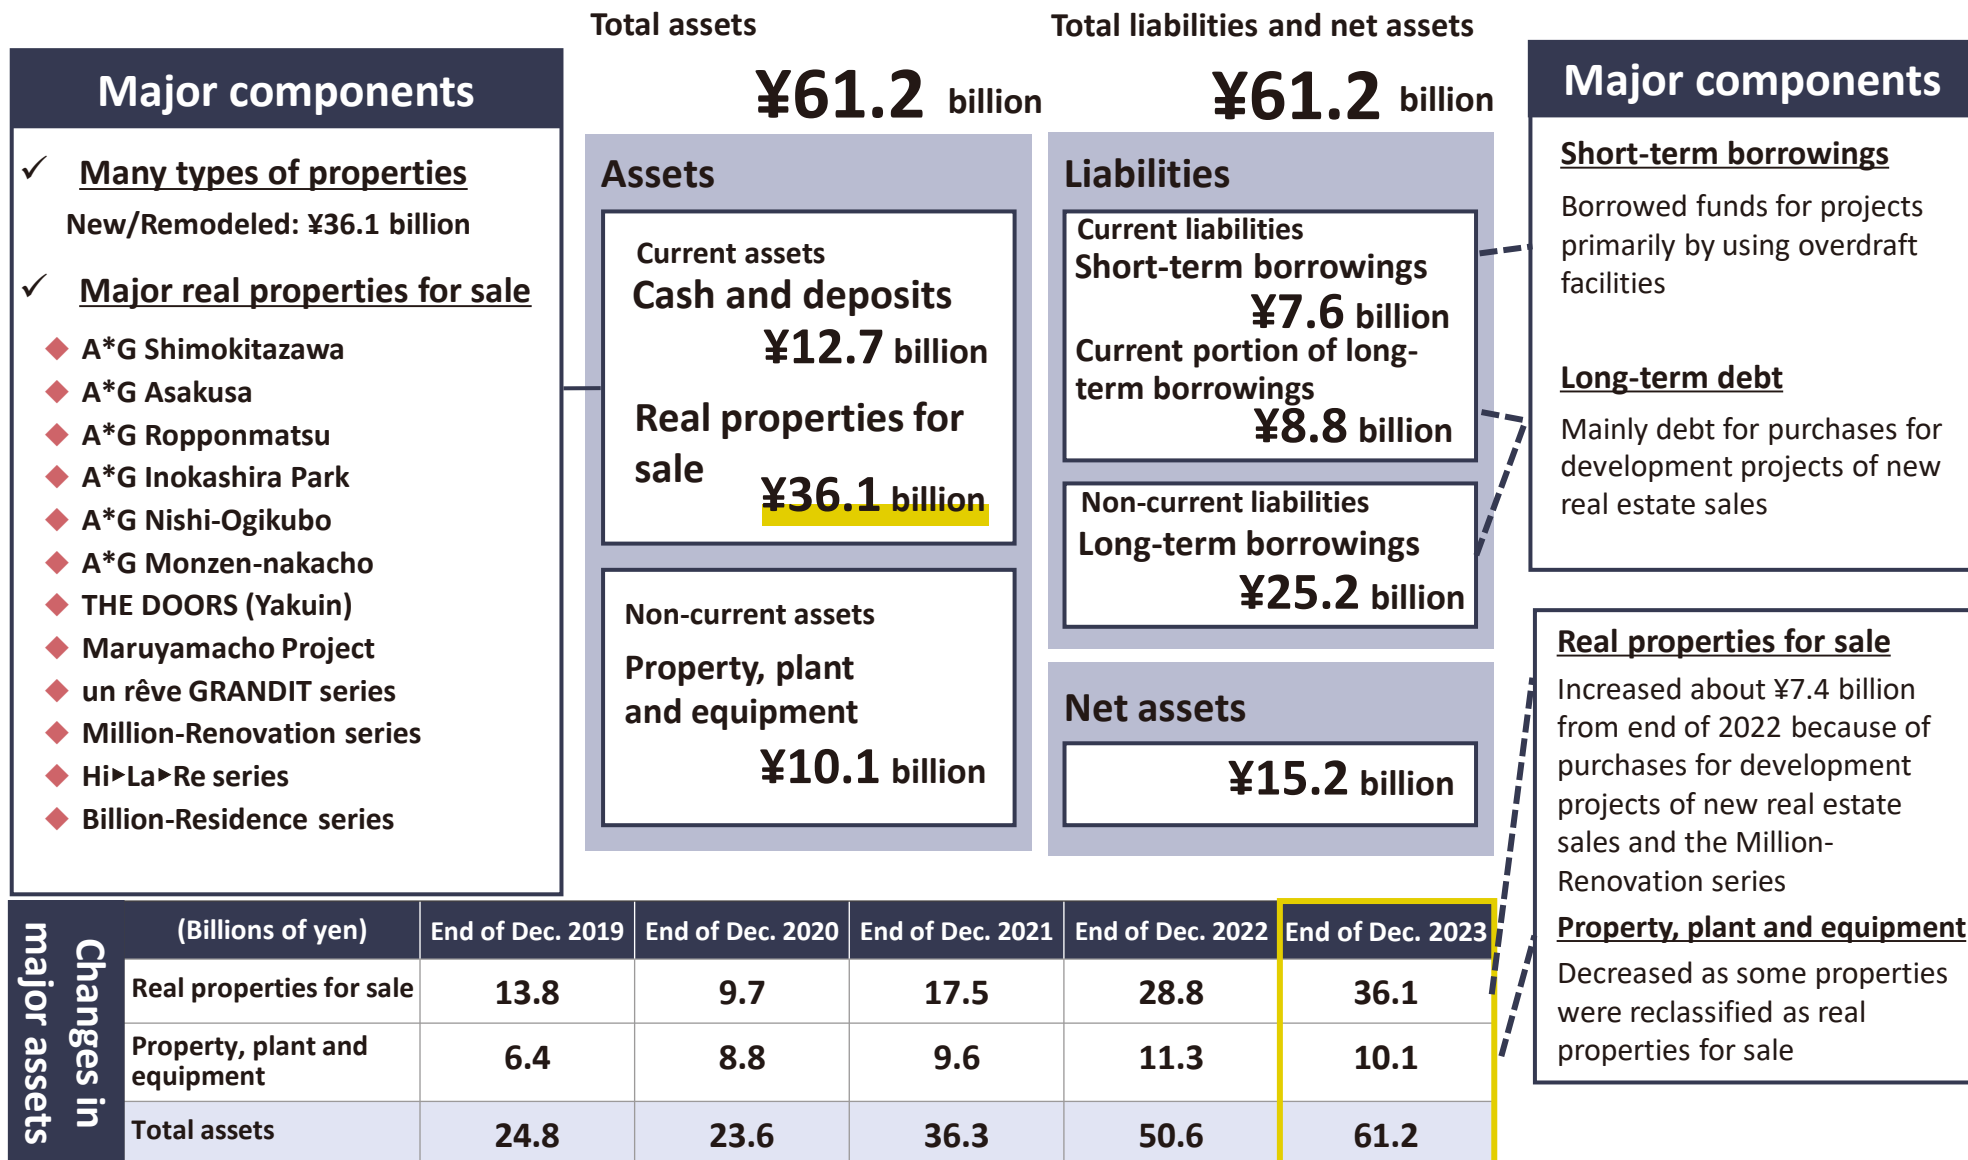 Total assets
¥61.2 billion
Total liabilities and net assets
¥61.2 billion
Major components
✓ Many types of properties
New/Remodeled: ¥36.1 billion
✓ Major real properties for sale
◆ A*G Shimokitazawa
◆ A*G Asakusa
◆ A*G Ropponmatsu
◆ A*G Inokashira Park
◆ A*G Nishi-Ogikubo
◆ A*G Monzen-nakacho
◆ THE DOORS (Yakuin)
◆ Maruyamacho Project
◆ un rêve GRANDIT series
◆ Million-Renovation series
◆ Hi▶La▶Re series
◆ Billion-Residence series
Assets
Current assets
Cash and deposits
¥12.7 billion
Real properties for
sale
¥36.1 billion
Non-current assets
Property, plant
and equipment
¥10.1 billion
Liabilities
Current liabilities
Short-term borrowings
¥7.6 billion
Current portion of long-
term borrowings
¥8.8 billion
Non-current liabilities
Long-term borrowings
¥25.2 billion
Net assets
¥15.2 billion
Major components
Short-term borrowings
Borrowed funds for projects
primarily by using overdraft
facilities
Long-term debt
Mainly debt for purchases for
development projects of new
real estate sales
Real properties for sale
Increased about ¥7.4 billion
from end of 2022 because of
purchases for development
projects of new real estate
sales and the Million-
Renovation series
Property, plant and equipment
Decreased as some properties
were reclassified as real
properties for sale
Changes in
major assets
(Billions of yen) End of Dec. 2019 End of Dec. 2020 End of Dec. 2021 End of Dec. 2022 End of Dec. 2023
Real properties for sale 13.8 9.7 17.5 28.8 36.1
Property, plant and
equipment 6.4 8.8 9.6 11.3 10.1
Total assets 24.8 23.6 36.3 50.6 61.2